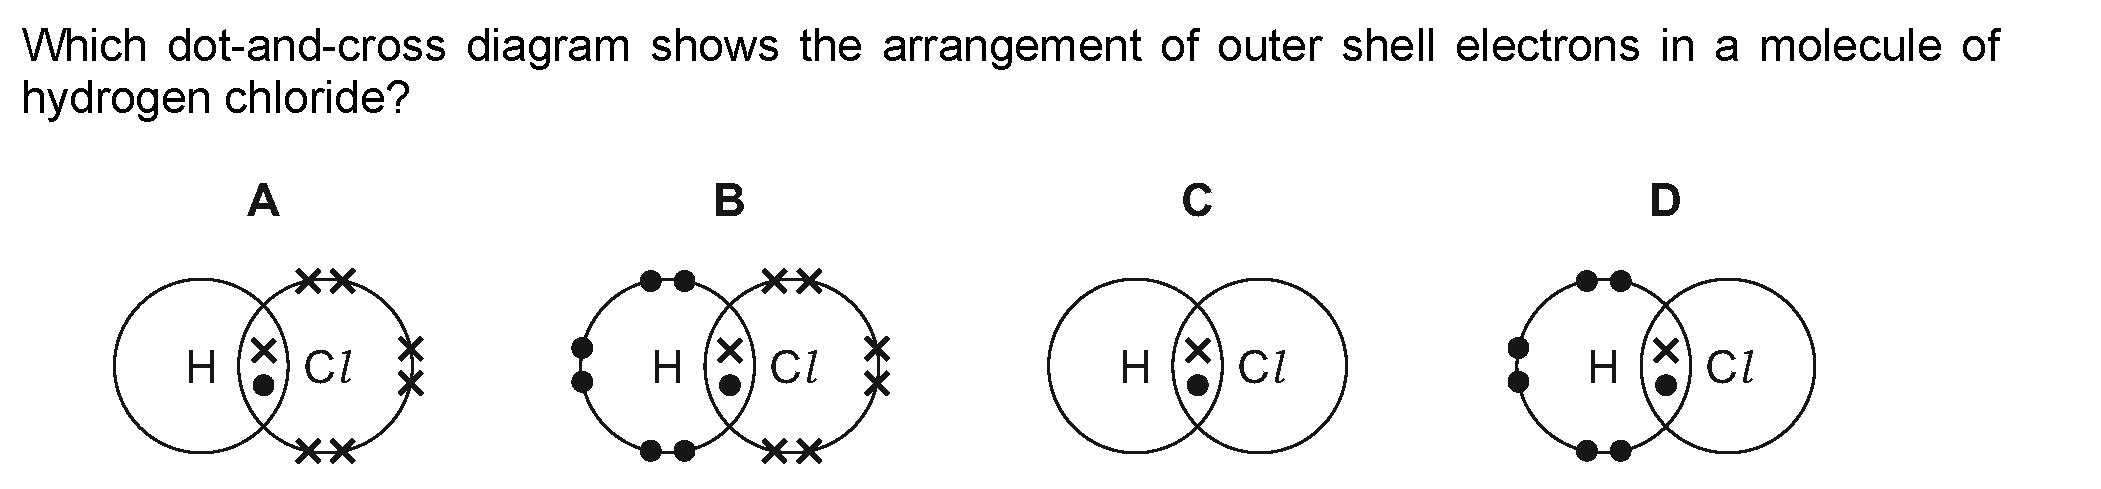 Which dot-and-cross diagram shows the arrangement of outer shell electrons in a molecule of
hydrogen chloride?
A B C D
H Cl H Cl H Cl H Cl